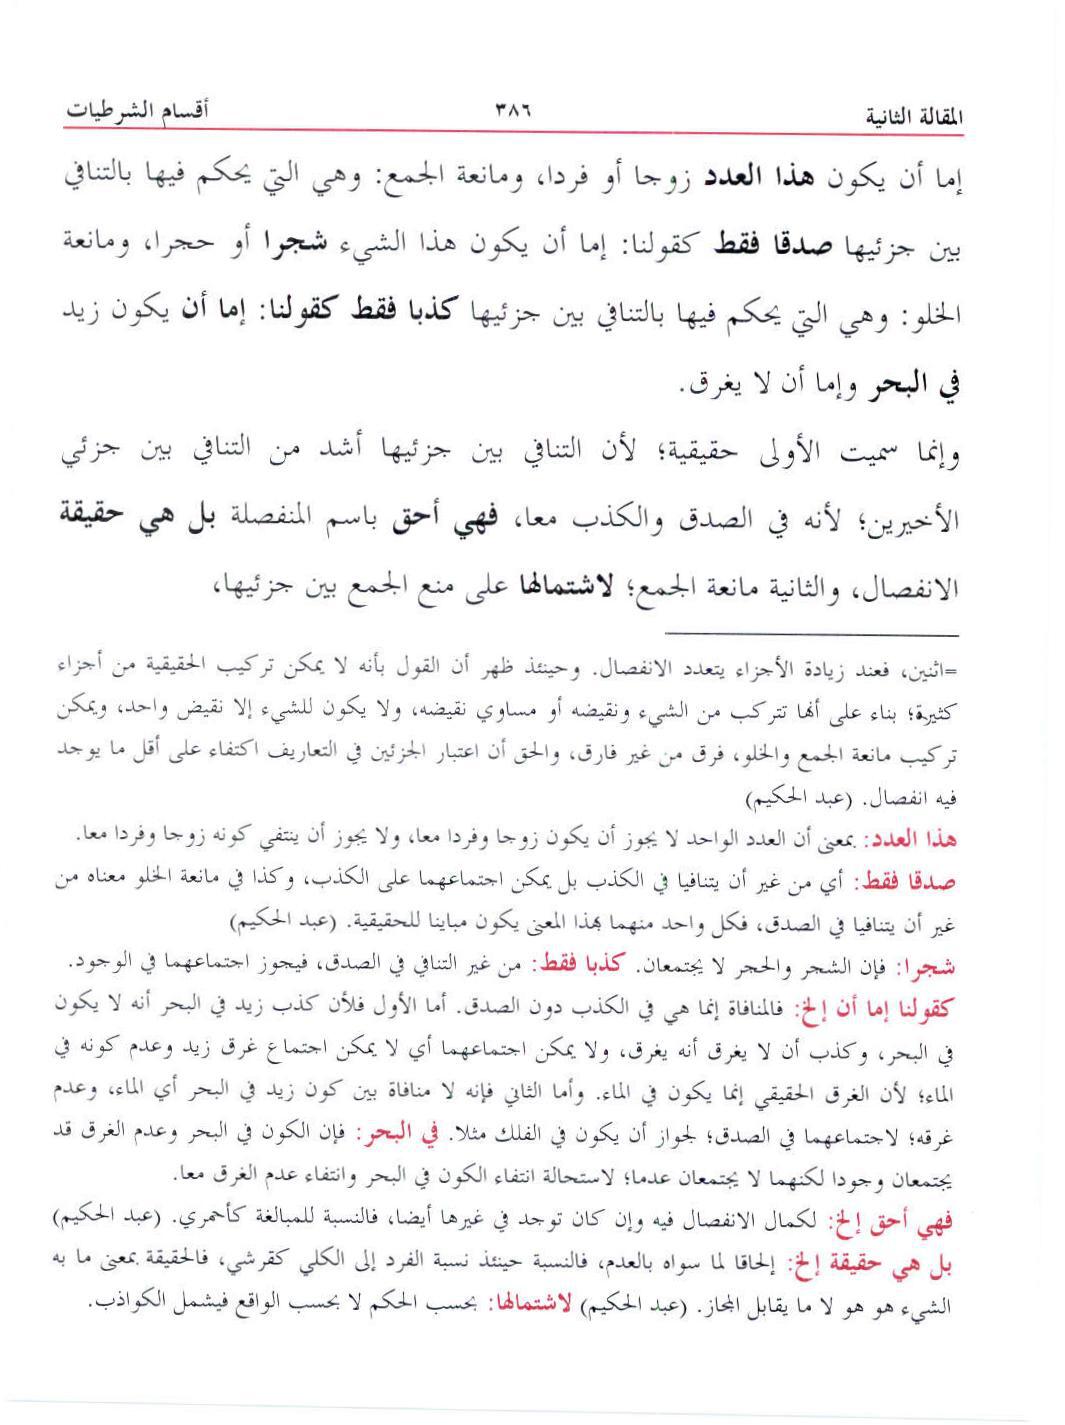 المقالة الثانية ٣٨٦ أقسام الشرطيات
إما أن يكون هذا العدد زوجا أو فردا، ومانعة الجمع: وهي التي يحكم فيها بالتنافي
بين جزئيها صدقا فقط كقولنا: إما أن يكون هذا الشيء شجرا أو حجرا، ومانعة
الخلو: وهي التي يحكم فيها بالتنافي بين جزئيها كذبا فقط كقولنا: إما أن يكون زيد
في البحر وإما أن لا يغرق.
وإنما سميت الأولى حقيقية؛ لأن التنافي بين جزئيها أشد من التنافي بين جزئي
الأخيرين؛ لأنه في الصدق والكذب معا، فهي أحق باسم المنفصلة بل هي حقيقة
الانفصال، والثانية مانعة الجمع؛ لاشتمالها على منع الجمع بين جزئيها،
=اثنين، فعند زيادة الأجزاء يتعدد الانفصال. وحينئذ ظهر أن القول بأنه لا يمكن تركيب الحقيقية من أجزاء
كثيرة؛ بناء على أنها تتركب من الشيء ونقيضه أو مساوي نقيضه، ولا يكون للشيء إلا نقيض واحد، ويمكن
تركيب مانعة الجمع والخلو، فرق من غير فارق، والحق أن اعتبار الجزئين في التعاريف اكتفاء على أقل ما يوجد
فيه انفصال. (عبد الحكيم)
هذا العدد: بمعنى أن العدد الواحد لا يجوز أن يكون زوجا وفردا معا، ولا يجوز أن ينتفي كونه زوجا وفردا معا.
صدقا فقط: أي من غير أن يتنافيا في الكذب بل يمكن اجتماعهما على الكذب، وكذا في مانعة الخلو معناه من
غير أن يتنافيا في الصدق، فكل واحد منهما بهذا المعنى يكون مباينا للحقيقية. (عبد الحكيم)
شجرا: فإن الشجر والحجر لا يجتمعان. كذبا فقط: من غير التنافي في الصدق، فيجوز اجتماعهما في الوجود.
كقولنا إما أن إلخ: فالمنافاة إنما هي في الكذب دون الصدق. أما الأول فلأن كذب زيد في البحر أنه لا يكون
في البحر، وكذب أن لا يغرق أنه يغرق، ولا يمكن اجتماعهما أي لا يمكن اجتماع غرق زيد وعدم كونه في
الماء؛ لأن الغرق الحقيقي إنما يكون في الماء. وأما الثاني فإنه لا منافاة بين كون زيد في البحر أي الماء، وعدم
غرقه؛ لاجتماعهما في الصدق؛ لجواز أن يكون في الفلك مثلا. في البحر: فإن الكون في البحر وعدم الغرق قد
يجتمعان وجودا لكنهما لا يجتمعان عدما؛ لاستحالة انتفاء الكون في البحر وانتفاء عدم الغرق معا.
فهي أحق إلخ: لكمال الانفصال فيه وإن كان توجد في غيرها أيضا، فالنسبة للمبالغة كأحمري. (عبد الحكيم)
بل هي حقيقة إلخ: إلحاقا لما سواه بالعدم، فالنسبة حينئذ نسبة الفرد إلى الكلي كقرشي، فالحقيقة بمعنى ما به
الشيء هو هو لا ما يقابل المجاز. (عبد الحكيم) لاشتمالها: بحسب الحكم لا بحسب الواقع فيشمل الكواذب.